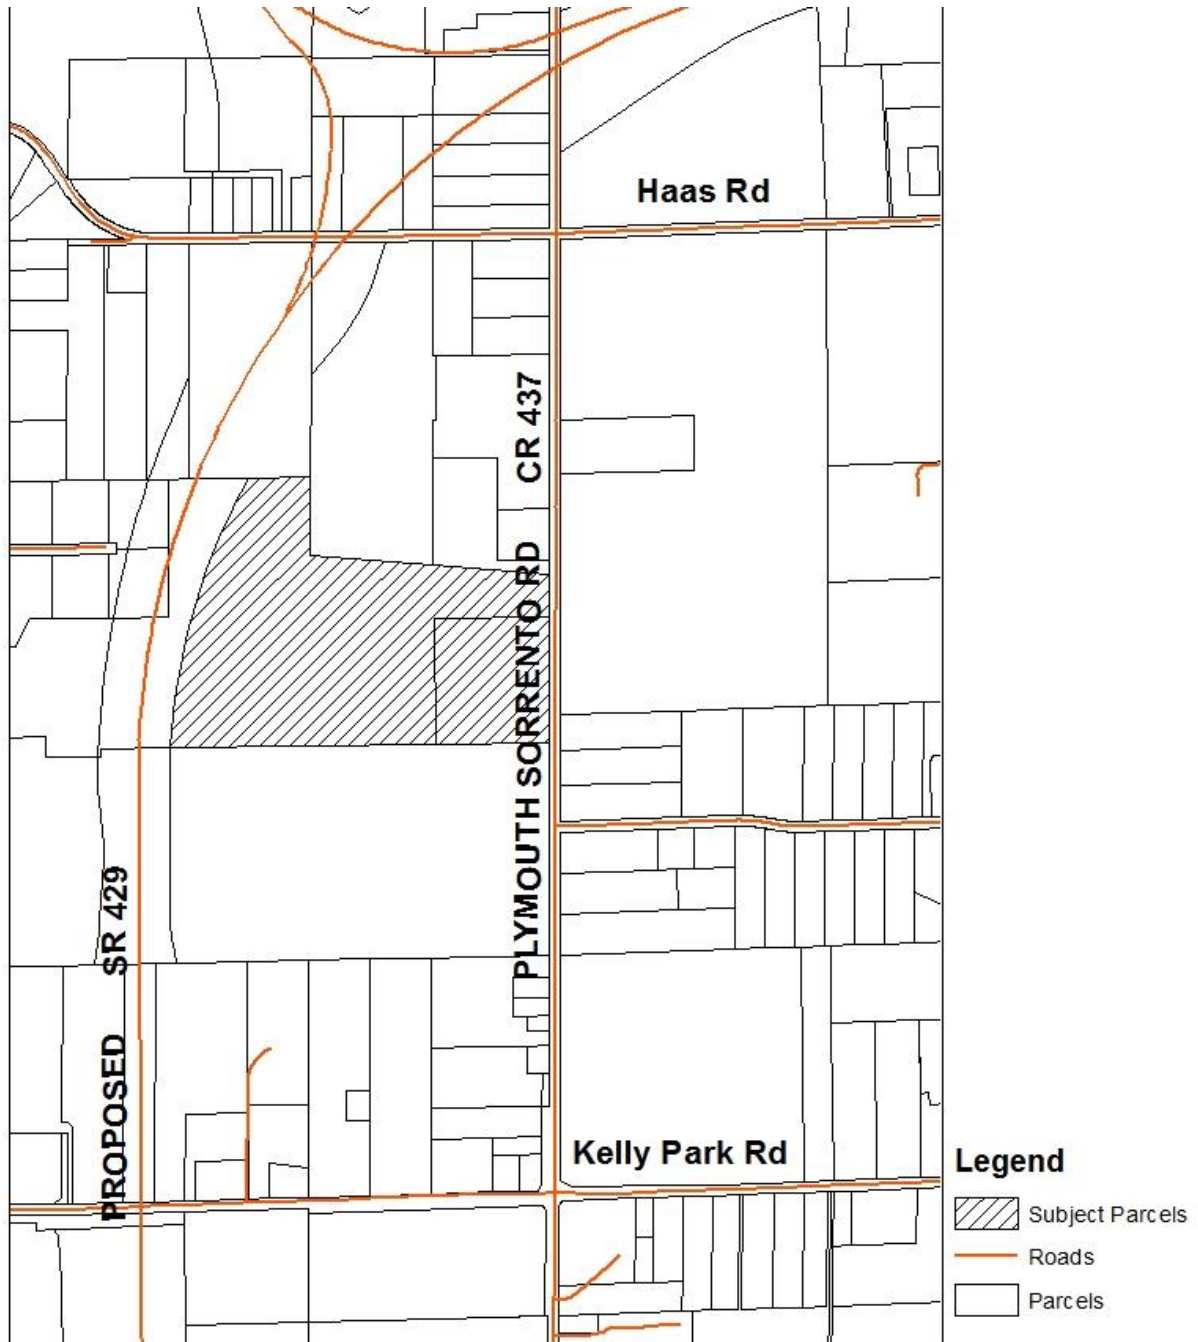 Haas Rd
PLYMOUTH SORRENTO RD CR 437
PROPOSED SR 429
Kelly Park Rd
Legend
Subject Parcels
Roads
Parcels